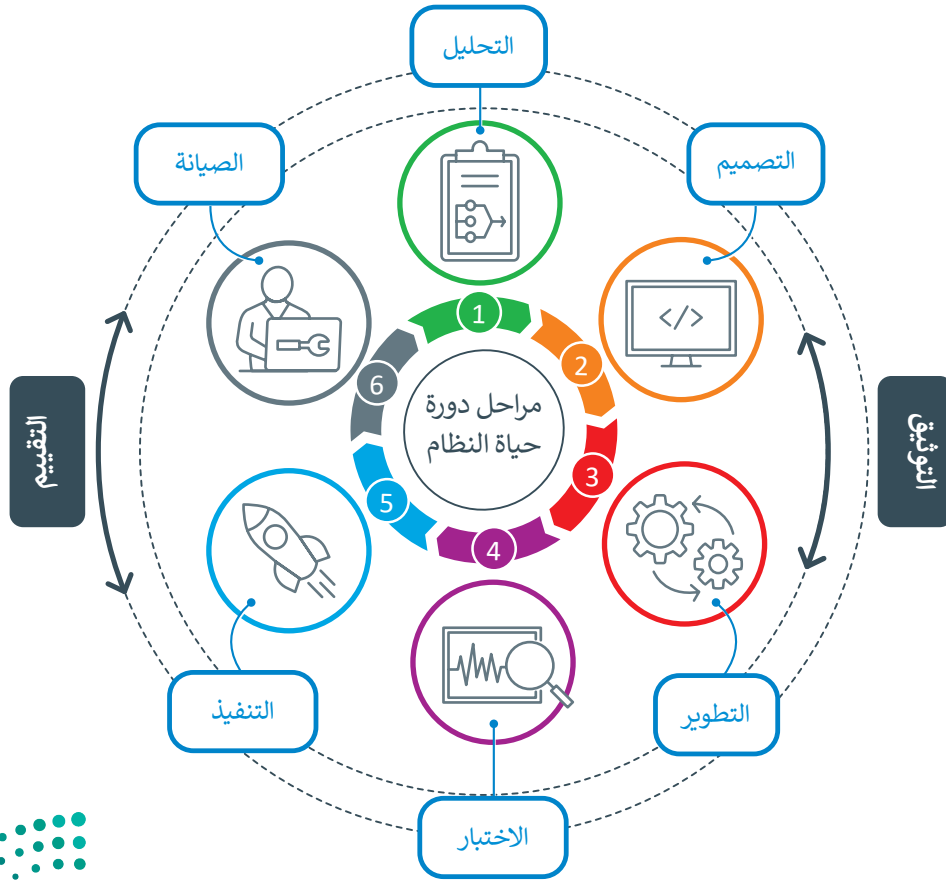 التحليل
الصيانة
التصميم
1
2
3
4
5
6
مراحل دورة
حياة النظام
التقييم
التوثيق
التنفيذ
التطوير
الاختبار